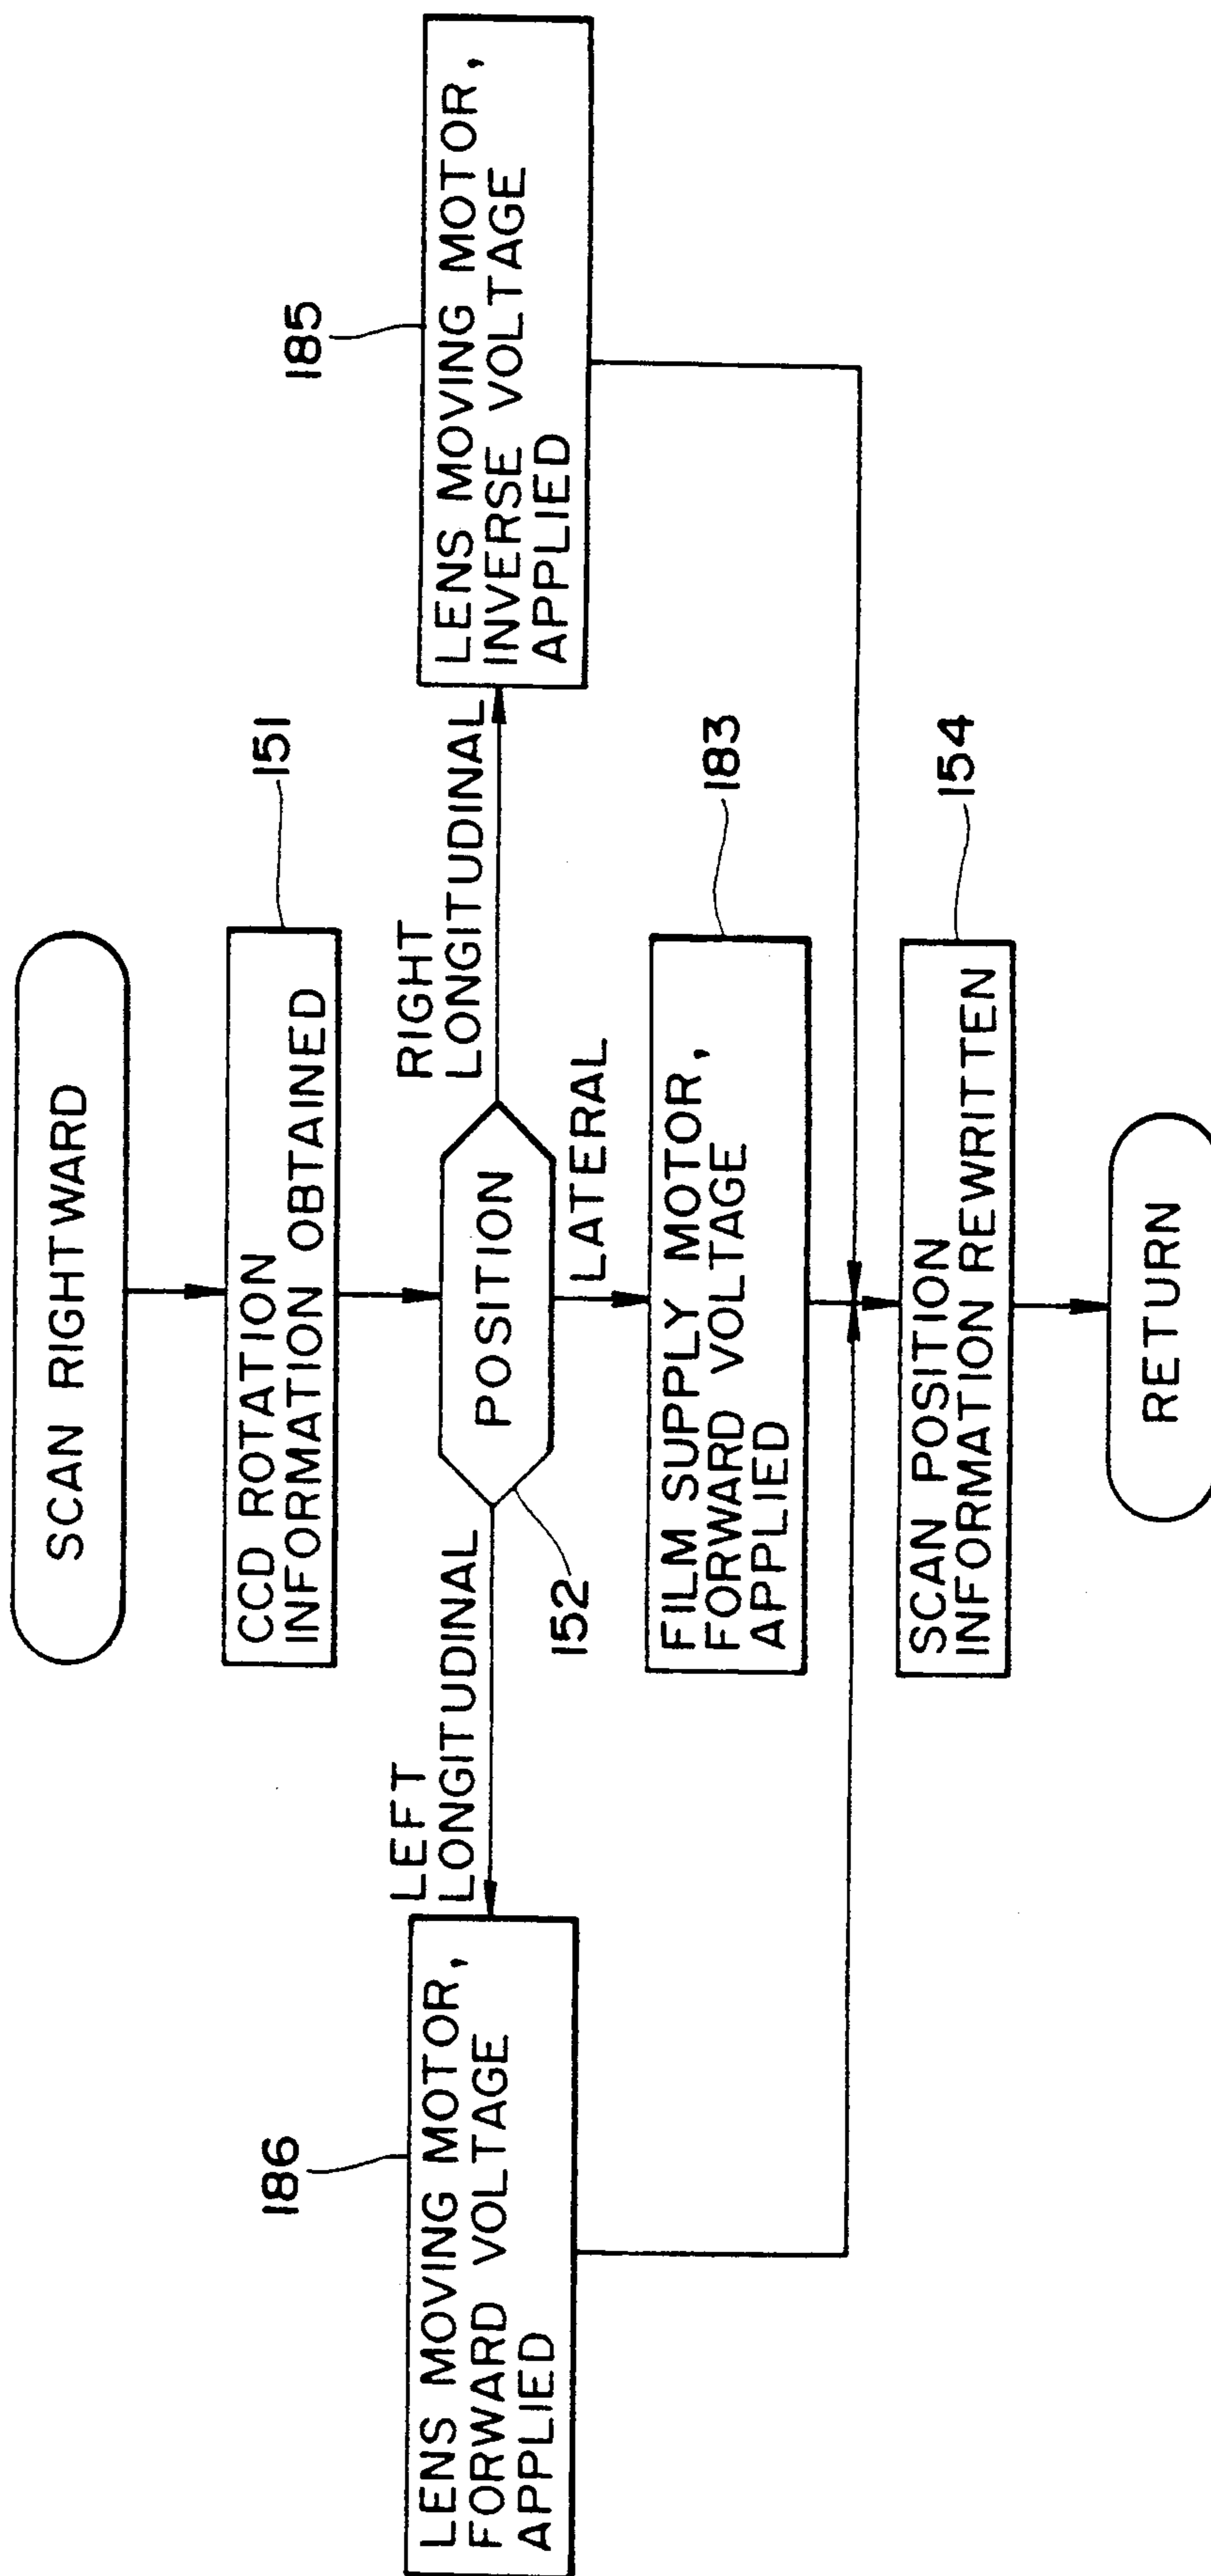 SCAN RIGHTWARD
151
CCD ROTATION
INFORMATION OBTAINED
152
POSITION
LEFT
LONGITUDINAL
RIGHT
LONGITUDINAL
LATERAL
186
LENS MOVING MOTOR,
FORWARD VOLTAGE
APPLIED
183
FILM SUPPLY MOTOR,
FORWARD VOLTAGE
APPLIED
185
LENS MOVING MOTOR,
INVERSE VOLTAGE
APPLIED
154
SCAN POSITION
INFORMATION REWRITTEN
RETURN